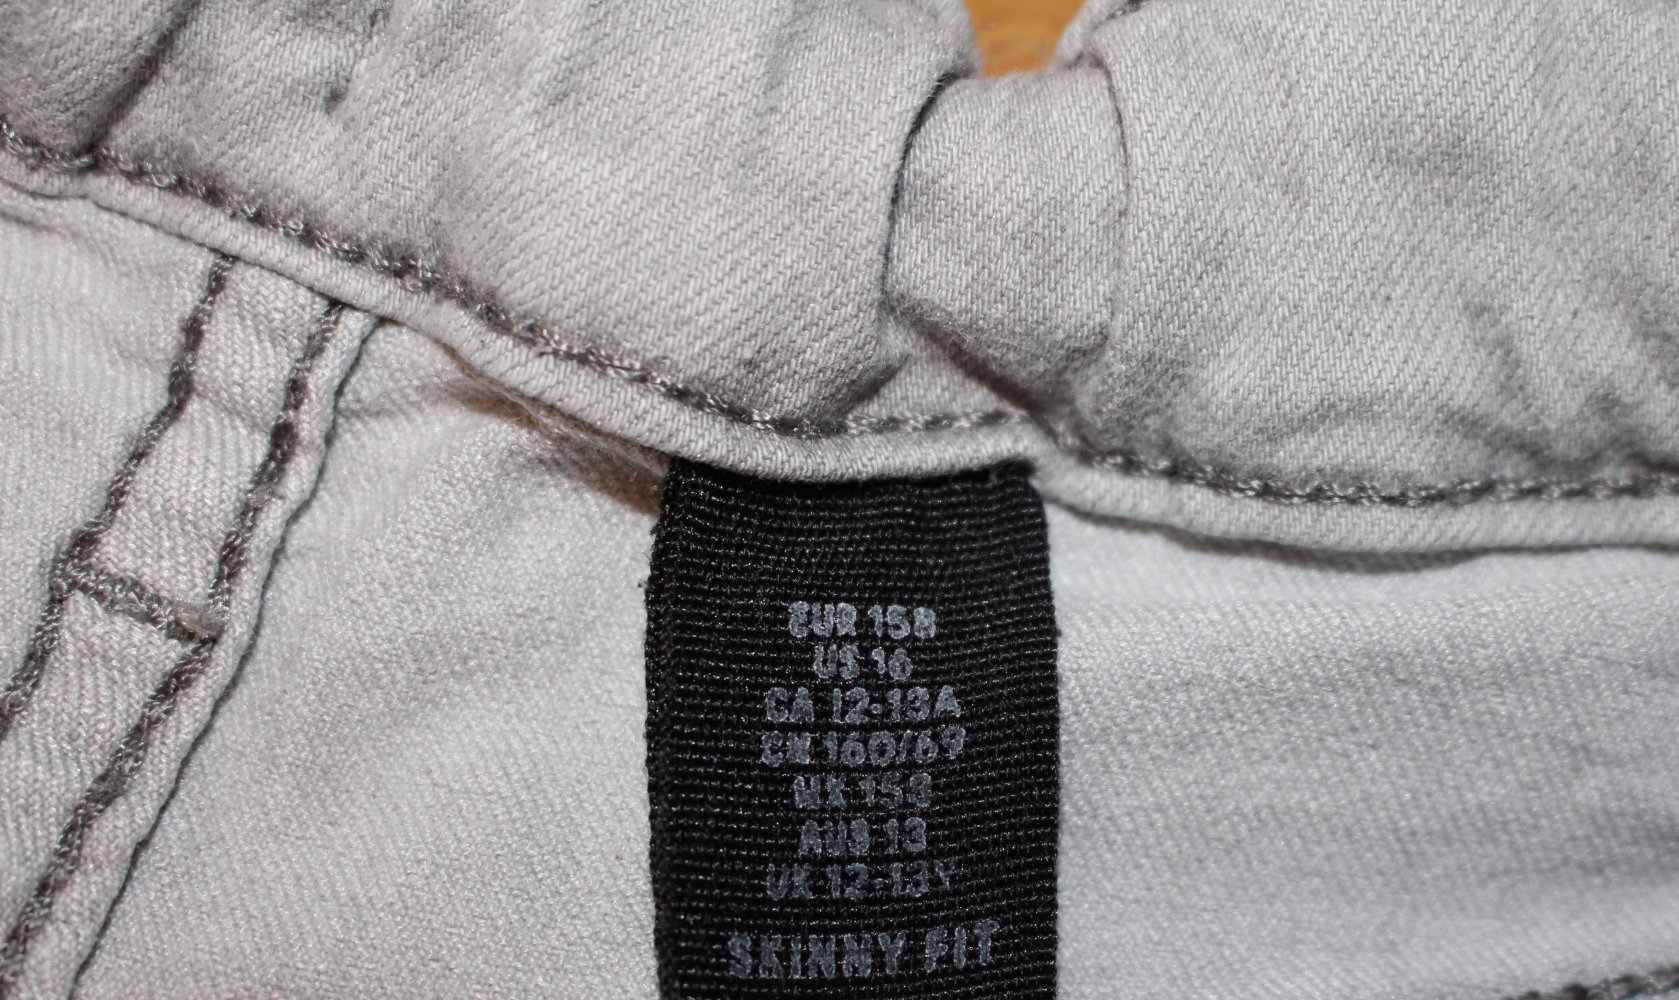 EUR 158
US 16
CA 12-13A
CN 160/69
MX 158
AUS 13
UK 12-13Y
SKINNY FIT